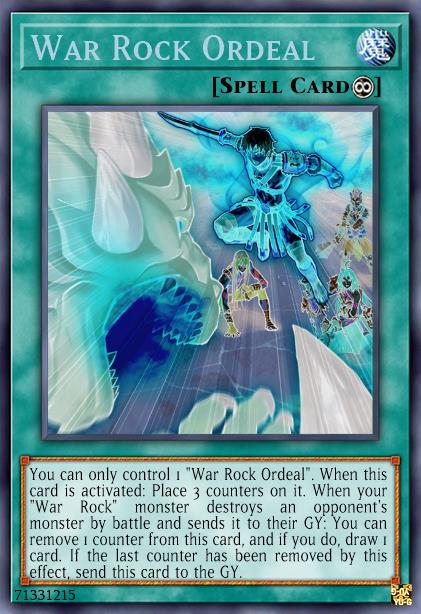 War Rock Ordeal
魔
[Spell Card]
You can only control 1 "War Rock Ordeal". When this
card is activated: Place 3 counters on it. When your
"War Rock" monster destroys an opponent's
monster by battle and sends it to their GY: You can
remove 1 counter from this card, and if you do, draw 1
card. If the last counter has been removed by this
effect, send this card to the GY.
71331215